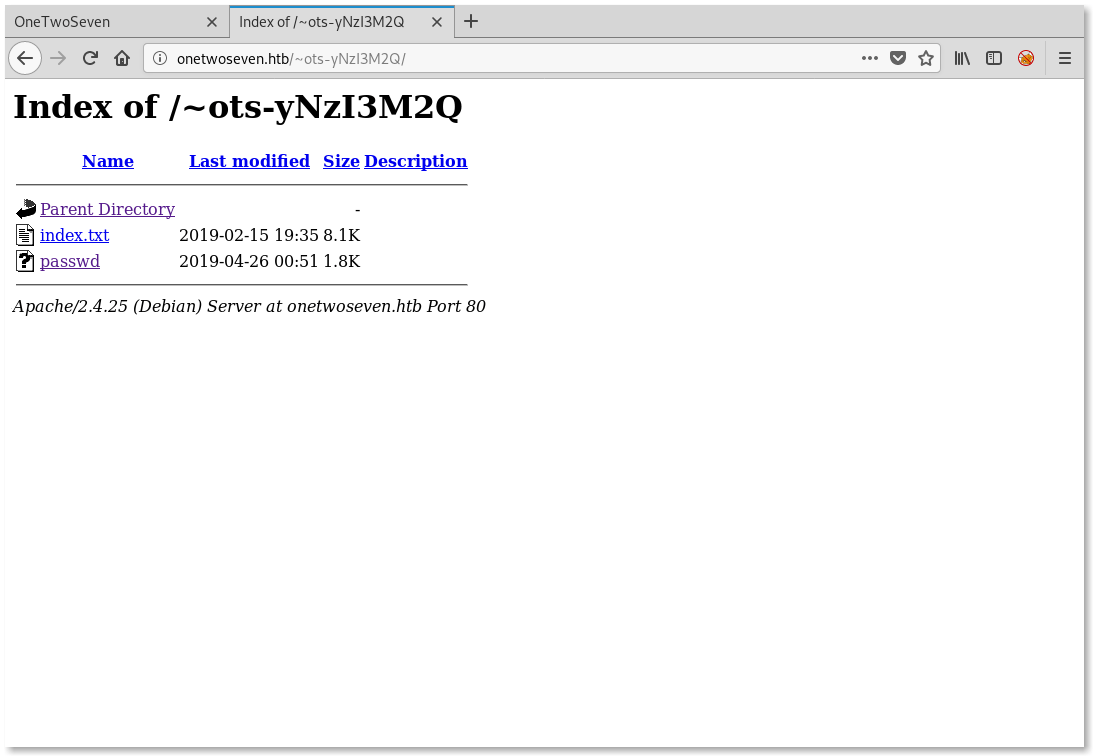 OneTwoSeven
Index of /~ots-yNzI3M2Q
onetwoseven.htb/~ots-yNzI3M2Q/
Index of /~ots-yNzI3M2Q
Name Last modified Size Description
Parent Directory -
index.txt 2019-02-15 19:35 8.1K
passwd 2019-04-26 00:51 1.8K
Apache/2.4.25 (Debian) Server at onetwoseven.htb Port 80